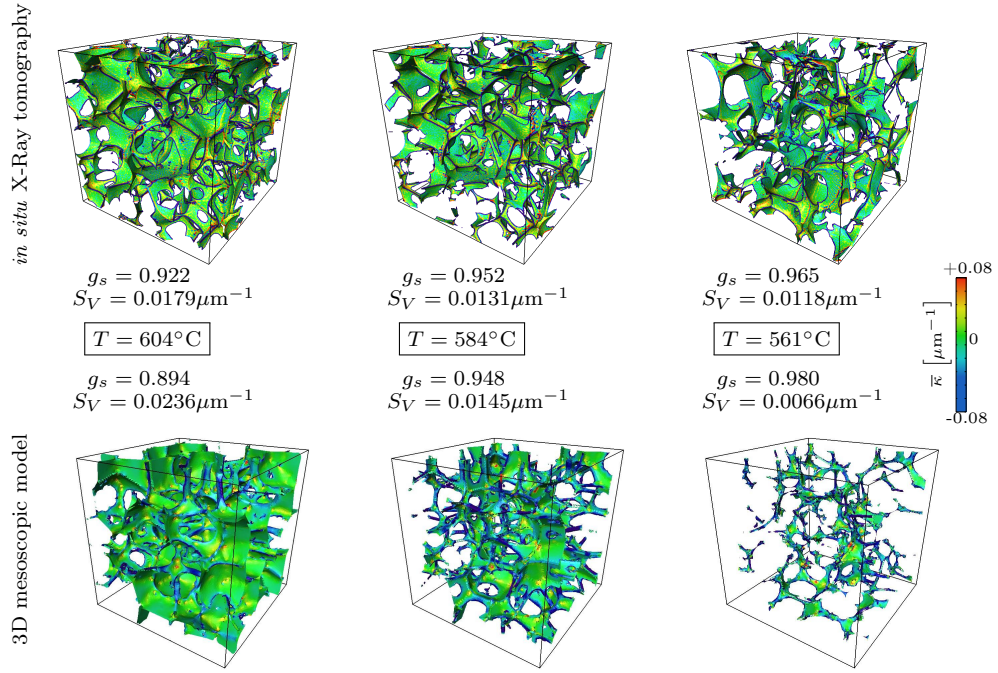 in situ X-Ray tomography
g_s = 0.922
S_V = 0.0179μm⁻¹
g_s = 0.952
S_V = 0.0131μm⁻¹
g_s = 0.965
S_V = 0.0118μm⁻¹
T = 604°C
T = 584°C
T = 561°C
g_s = 0.894
S_V = 0.0236μm⁻¹
g_s = 0.948
S_V = 0.0145μm⁻¹
g_s = 0.980
S_V = 0.0066μm⁻¹
+0.08
0
-0.08
κ̅ [μm⁻¹]
3D mesoscopic model